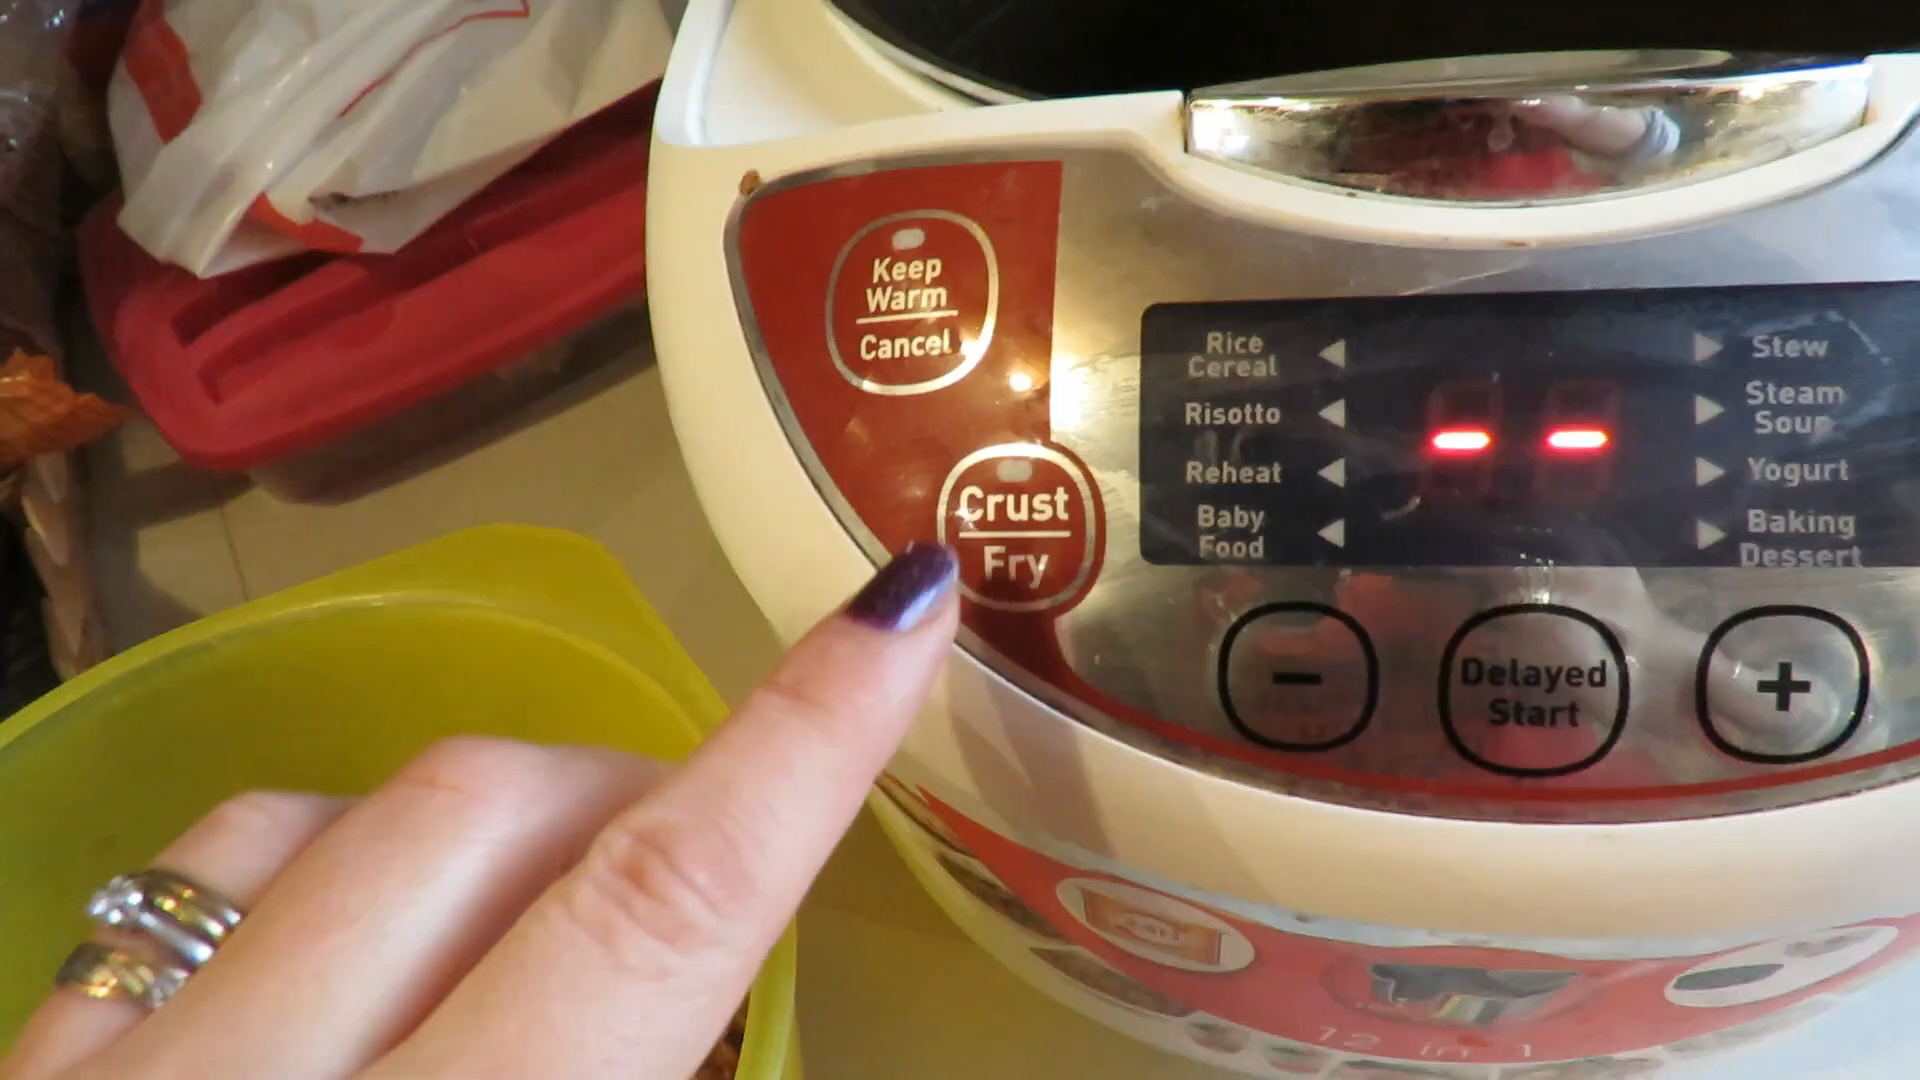 Keep
Warm
Cancel
Crust
Fry
Rice
Cereal
Risotto
Reheat
Baby
Food
--
Stew
Steam
Soup
Yogurt
Baking
Dessert
-
Delayed
Start
+
12 in 1